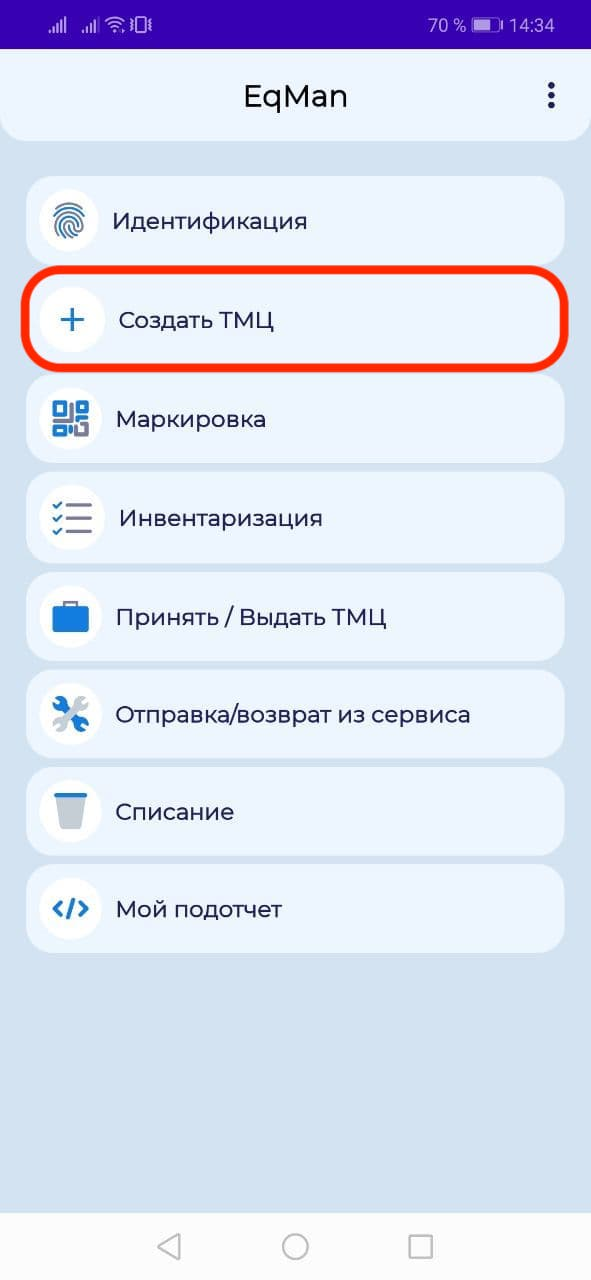 70 % 14:34
EqMan
Идентификация
Создать ТМЦ
Маркировка
Инвентаризация
Принять / Выдать ТМЦ
Отправка/возврат из сервиса
Списание
Мой подотчет